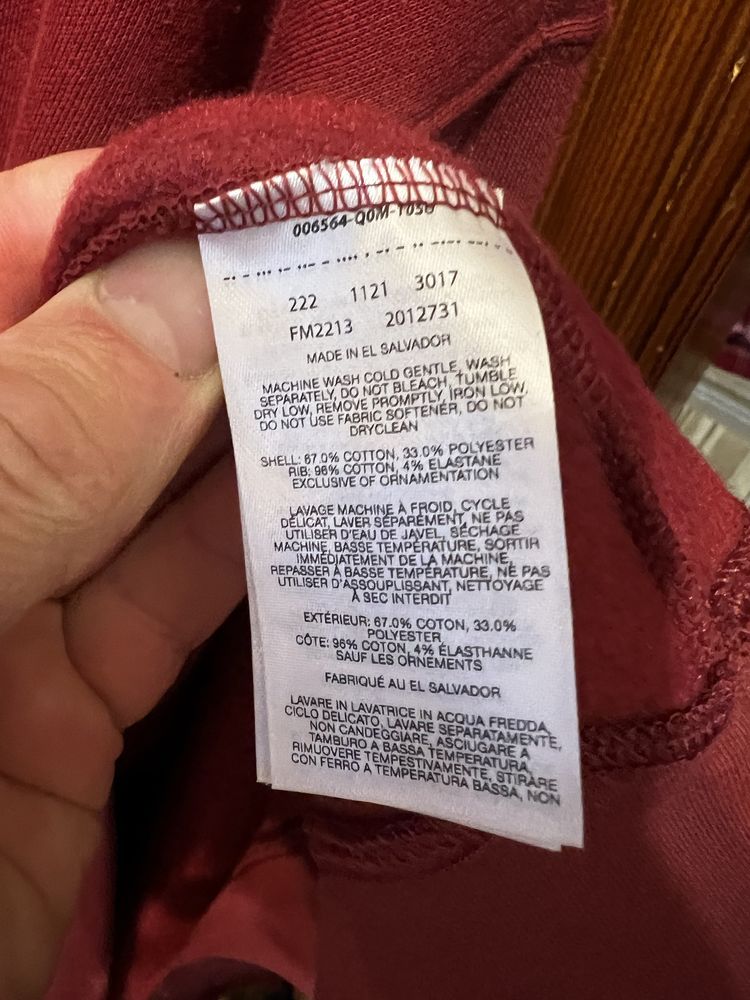 222 1121 3017
FM2213 2012731
MADE IN EL SALVADOR
MACHINE WASH COLD GENTLE, WASH
SEPARATELY, DO NOT BLEACH, TUMBLE
DRY LOW, REMOVE PROMPTLY, IRON LOW,
DO NOT USE FABRIC SOFTENER, DO NOT
DRYCLEAN
SHELL: 67.0% COTTON, 33.0% POLYESTER
RIB: 96% COTTON, 4% ELASTANE
EXCLUSIVE OF ORNAMENTATION
LAVAGE MACHINE À FROID, CYCLE
DÉLICAT, LAVER SÉPARÉMENT, NE PAS
UTILISER D'EAU DE JAVEL, SÉCHAGE
MACHINE, BASSE TEMPÉRATURE, SORTIR
IMMÉDIATEMENT DE LA MACHINE,
REPASSER À BASSE TEMPÉRATURE, NE PAS
UTILISER D'ASSOUPLISSANT, NETTOYAGE
À SEC INTERDIT
EXTÉRIEUR: 67.0% COTON, 33.0%
POLYESTER
CÔTE: 96% COTON, 4% ÉLASTHANNE
SAUF LES ORNEMENTS
FABRIQUÉ AU EL SALVADOR
LAVARE IN LAVATRICE IN ACQUA FREDDA,
CICLO DELICATO, LAVARE SEPARATAMENTE,
NON CANDEGGIARE, ASCIUGARE A
TAMBURO A BASSA TEMPERATURA,
RIMUOVERE TEMPESTIVAMENTE, STIRARE
CON FERRO A TEMPERATURA BASSA, NON